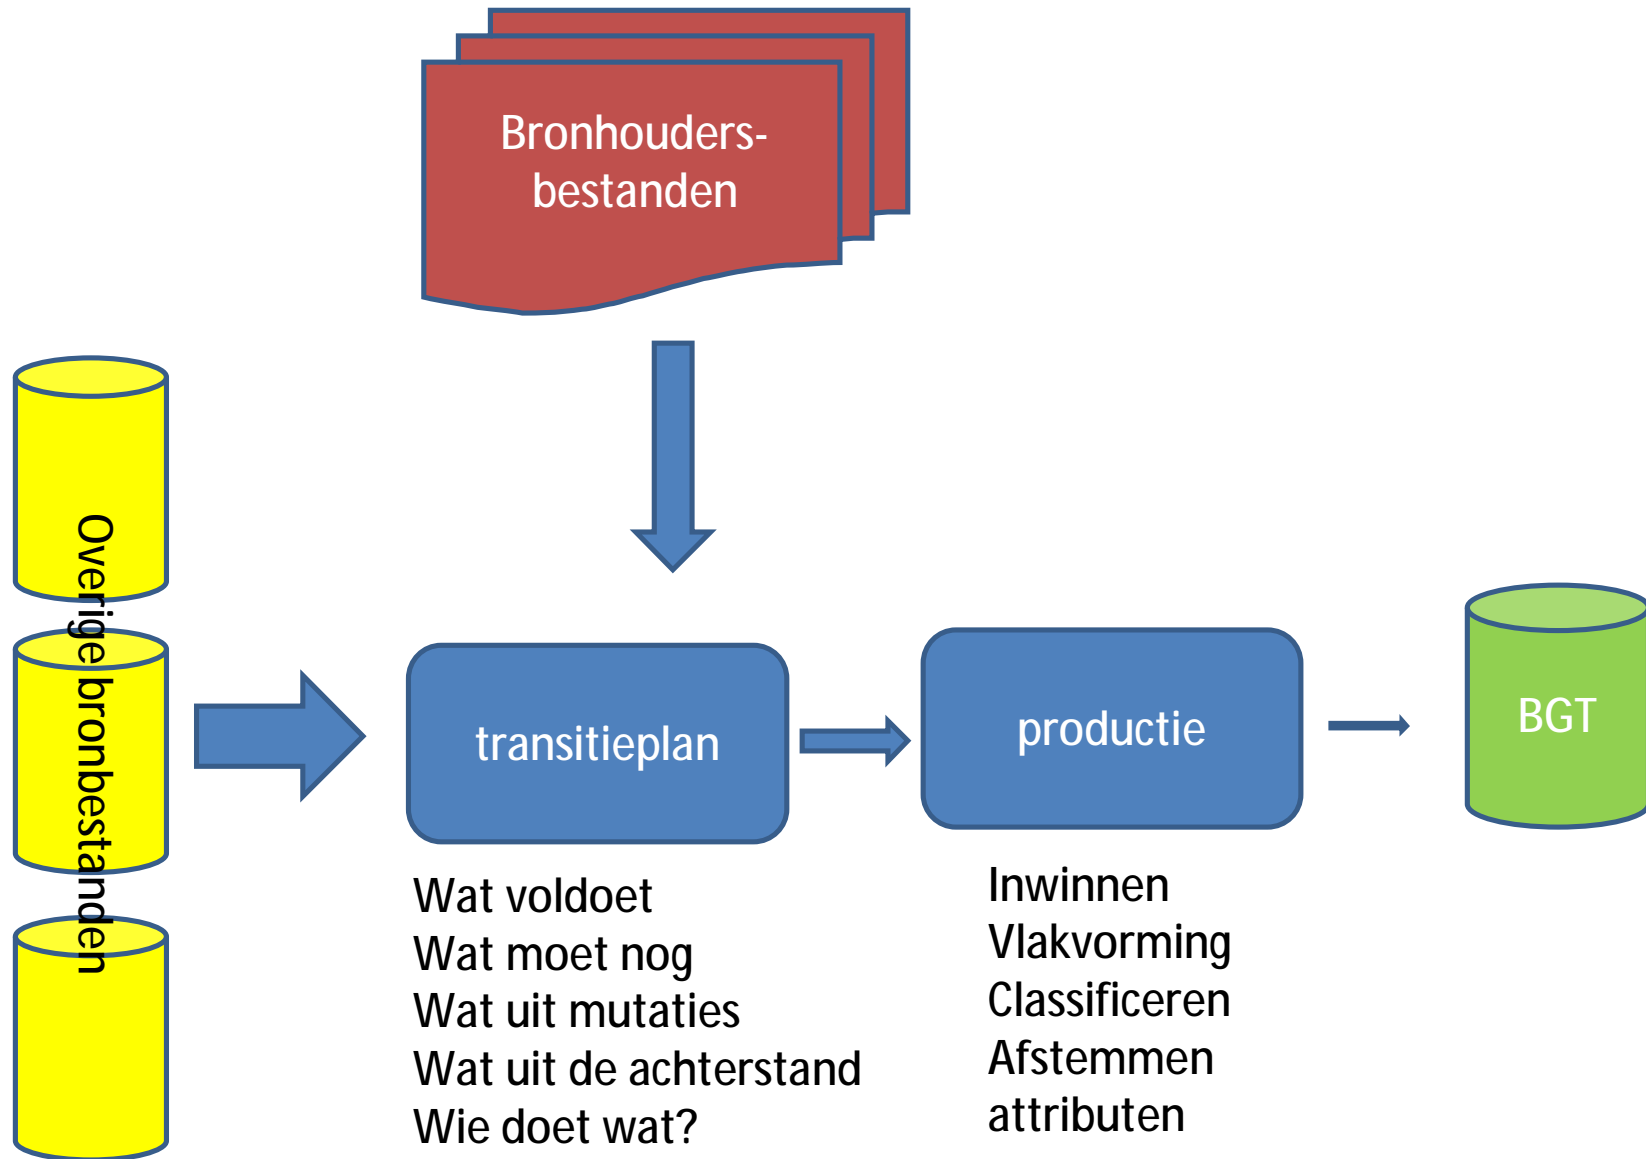 Bronhouders-
bestanden
Overige bronbestanden
transitieplan
productie
BGT
Wat voldoet
Wat moet nog
Wat uit mutaties
Wat uit de achterstand
Wie doet wat?
Inwinnen
Vlakvorming
Classificeren
Afstemmen
attributen